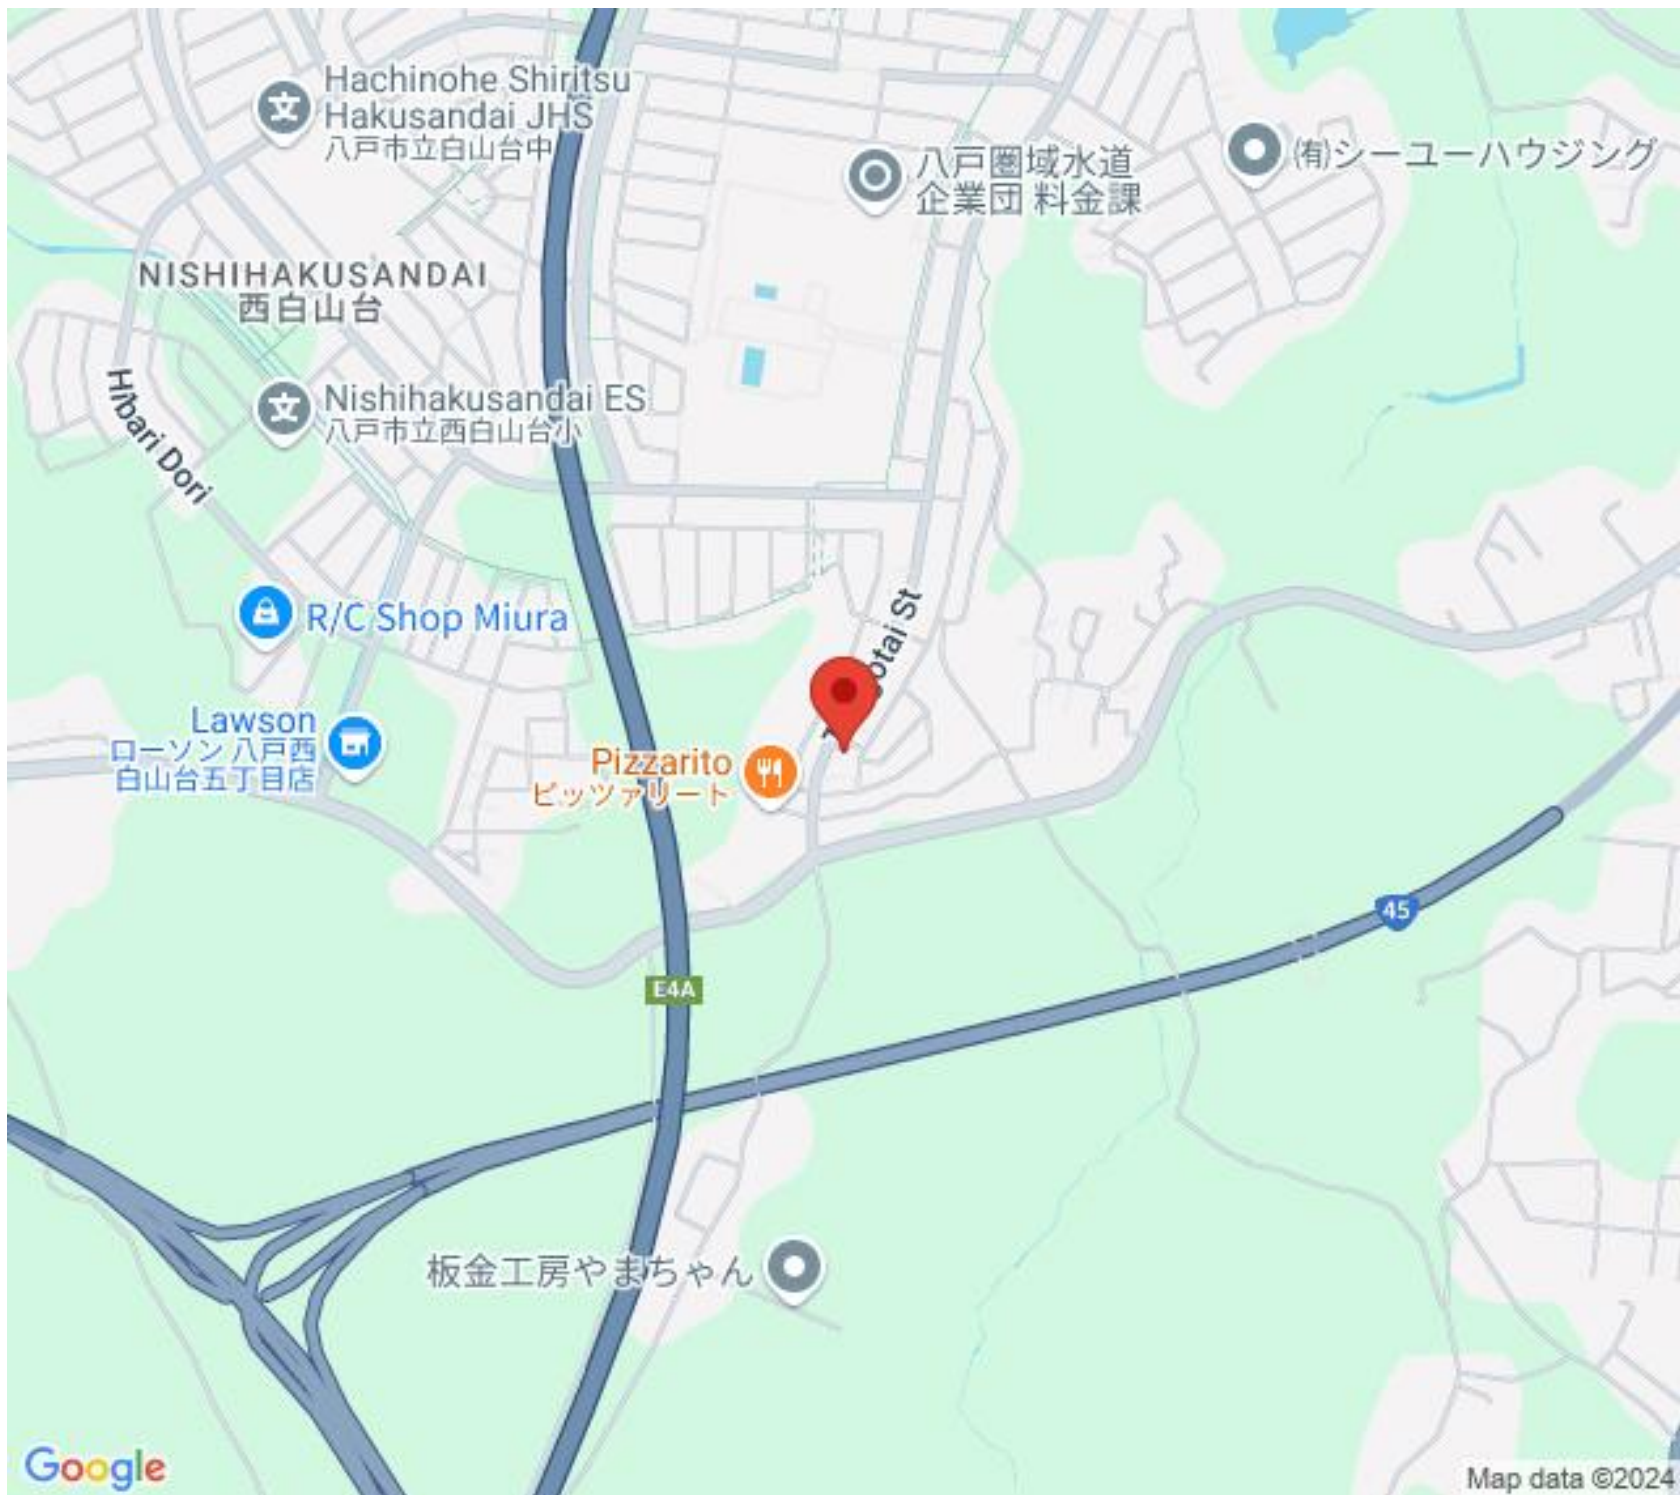 Hachinohe Shiritsu
Hakusandai JHS
八戸市立白山台中
八戸圏域水道
企業団 料金課
(有)シーユーハウジング
NISHIHAKUSANDAI
西白山台
Hibari Dori
Nishihakusandai ES
八戸市立西白山台小
R/C Shop Miura
otai St
Lawson
ローソン 八戸西
白山台五丁目店
Pizzarito
ピッツァリート
45
E4A
板金工房やまちゃん
Google
Map data ©2024